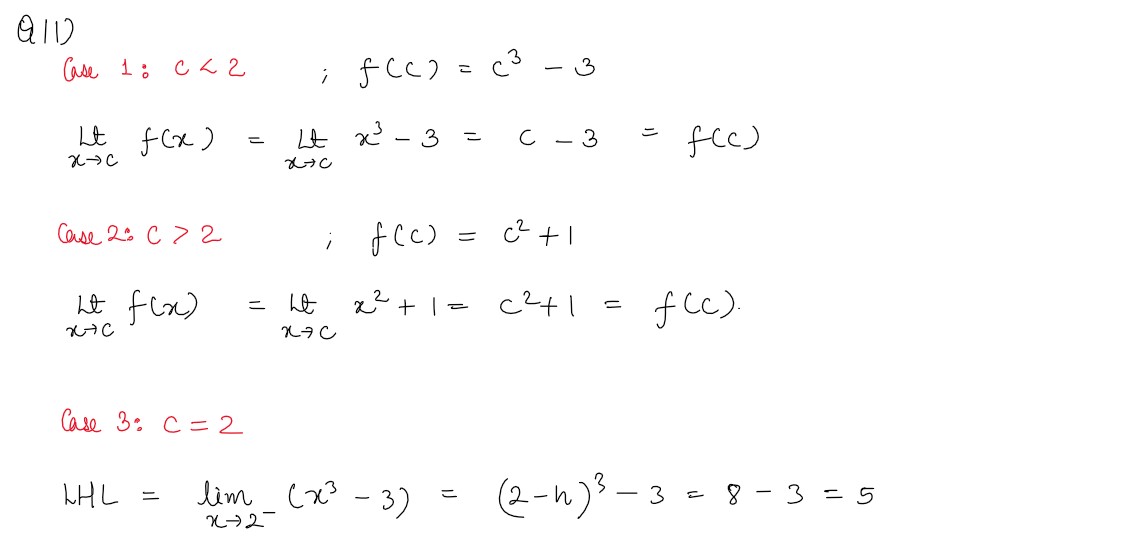 Q11)
Case 1: c < 2 ; f(c) = c³ - 3
Lt x→c f(x) = Lt x→c x³ - 3 = c - 3 = f(c)
Case 2: c > 2 ; f(c) = c² + 1
Lt x→c f(x) = Lt x→c x² + 1 = c² + 1 = f(c).
Case 3: c = 2
LHL = lim x→2⁻ (x³ - 3) = (2-h)³ - 3 = 8 - 3 = 5